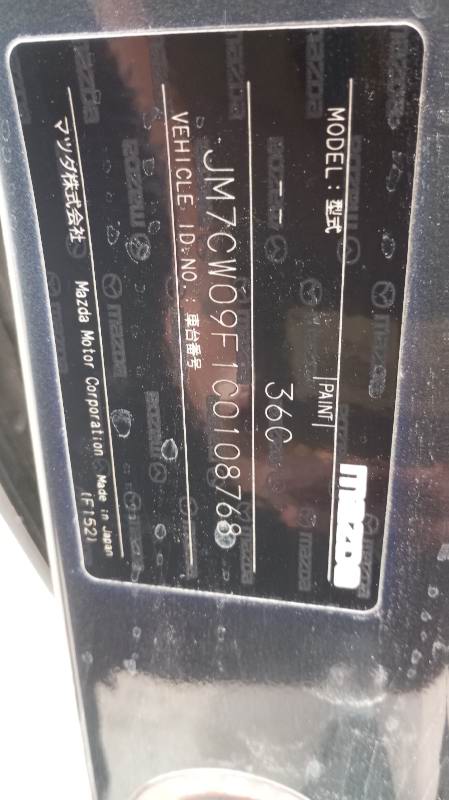 mazda
MODEL : 型式 PAINT
- - 36C
JM7CW09F1C0108768
VEHICLE ID.NO. : 車台番号
マツダ株式会社 Mazda Motor Corporation Made in Japan
(F152)